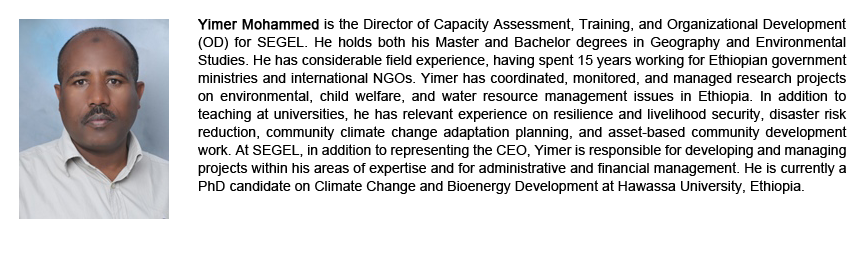 Yimer Mohammed is the Director of Capacity Assessment, Training, and Organizational Development
(OD) for SEGEL. He holds both his Master and Bachelor degrees in Geography and Environmental
Studies. He has considerable field experience, having spent 15 years working for Ethiopian government
ministries and international NGOs. Yimer has coordinated, monitored, and managed research projects
on environmental, child welfare, and water resource management issues in Ethiopia. In addition to
teaching at universities, he has relevant experience on resilience and livelihood security, disaster risk
reduction, community climate change adaptation planning, and asset-based community development
work. At SEGEL, in addition to representing the CEO, Yimer is responsible for developing and managing
projects within his areas of expertise and for administrative and financial management. He is currently a
PhD candidate on Climate Change and Bioenergy Development at Hawassa University, Ethiopia.